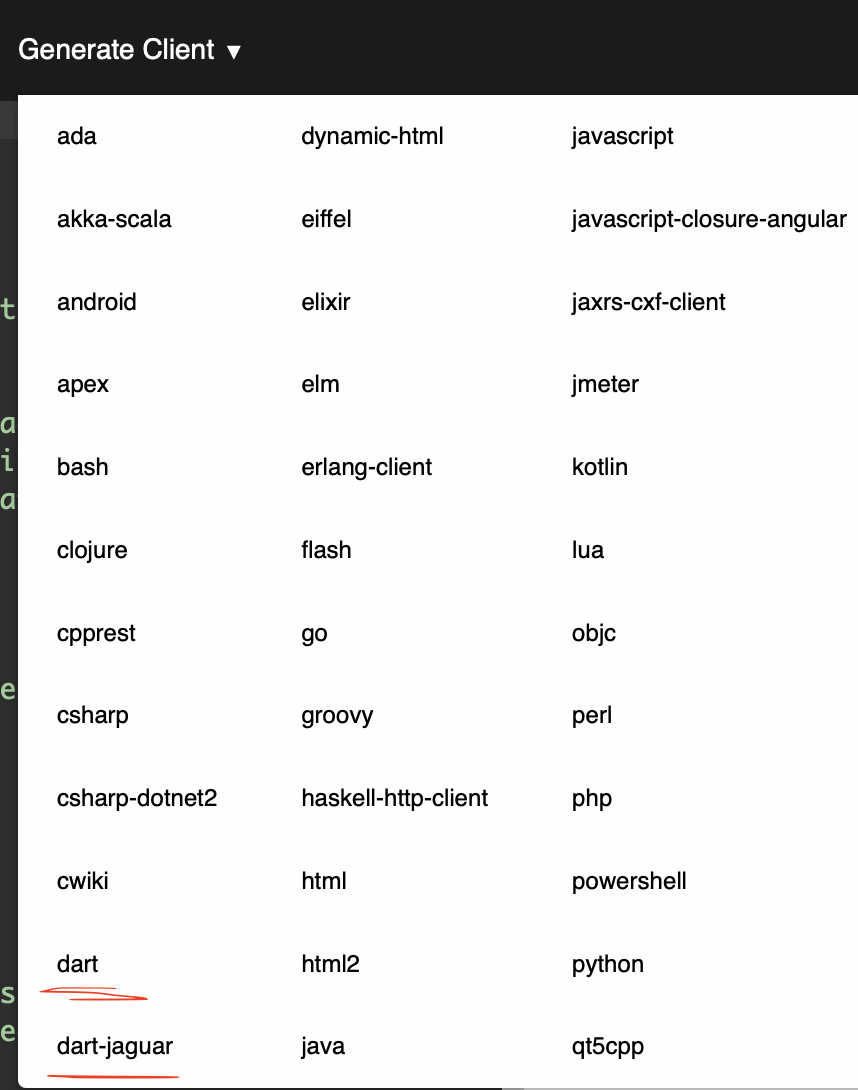 Generate Client ▼
ada dynamic-html javascript
akka-scala eiffel javascript-closure-angular
android elixir jaxrs-cxf-client
t
apex elm jmeter
a
bash erlang-client kotlin
i
a
clojure flash lua
cpprest go objc
e
csharp groovy perl
csharp-dotnet2 haskell-http-client php
cwiki html powershell
dart html2 python
s
e
dart-jaguar java qt5cpp